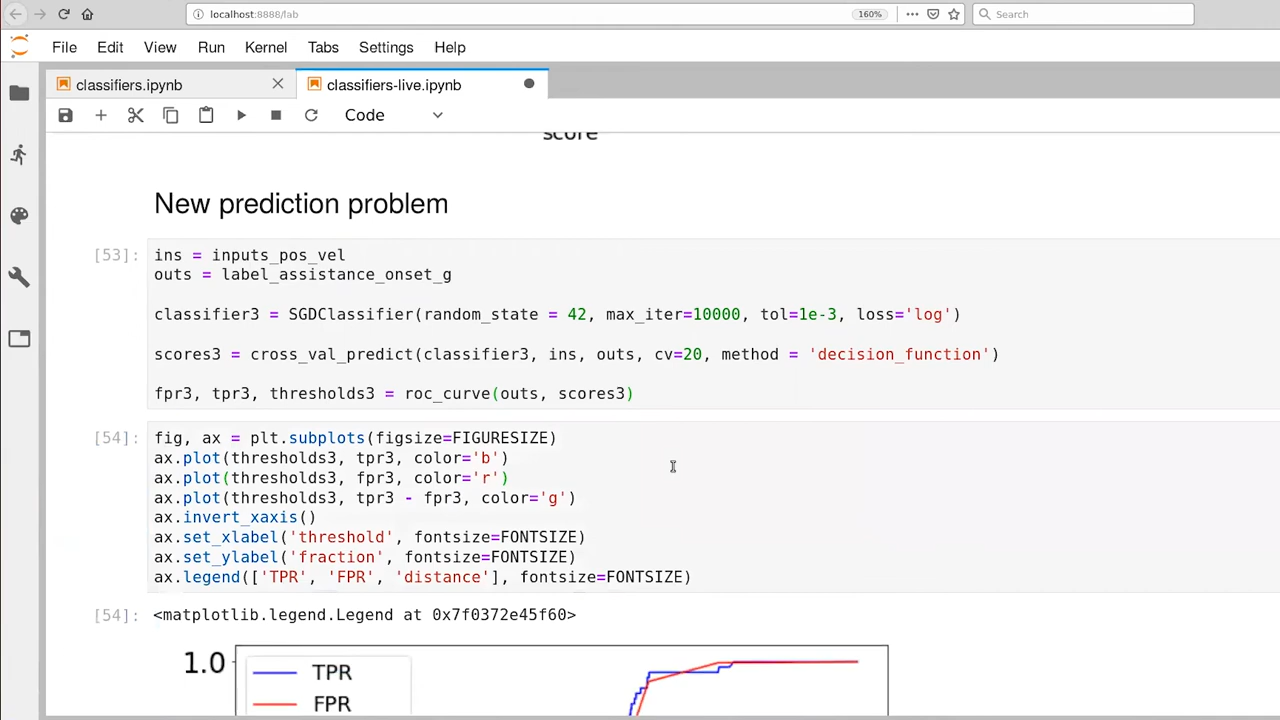 localhost:8888/lab
160%
Search
File Edit View Run Kernel Tabs Settings Help
classifiers.ipynb
classifiers-live.ipynb
Code
score
New prediction problem
[53]:
ins = inputs_pos_vel
outs = label_assistance_onset_g
classifier3 = SGDClassifier(random_state = 42, max_iter=10000, tol=1e-3, loss='log')
scores3 = cross_val_predict(classifier3, ins, outs, cv=20, method = 'decision_function')
fpr3, tpr3, thresholds3 = roc_curve(outs, scores3)
[54]:
fig, ax = plt.subplots(figsize=FIGURESIZE)
ax.plot(thresholds3, tpr3, color='b')
ax.plot(thresholds3, fpr3, color='r')
ax.plot(thresholds3, tpr3 - fpr3, color='g')
ax.invert_xaxis()
ax.set_xlabel('threshold', fontsize=FONTSIZE)
ax.set_ylabel('fraction', fontsize=FONTSIZE)
ax.legend(['TPR', 'FPR', 'distance'], fontsize=FONTSIZE)
[54]: <matplotlib.legend.Legend at 0x7f0372e45f60>
1.0
TPR
FPR